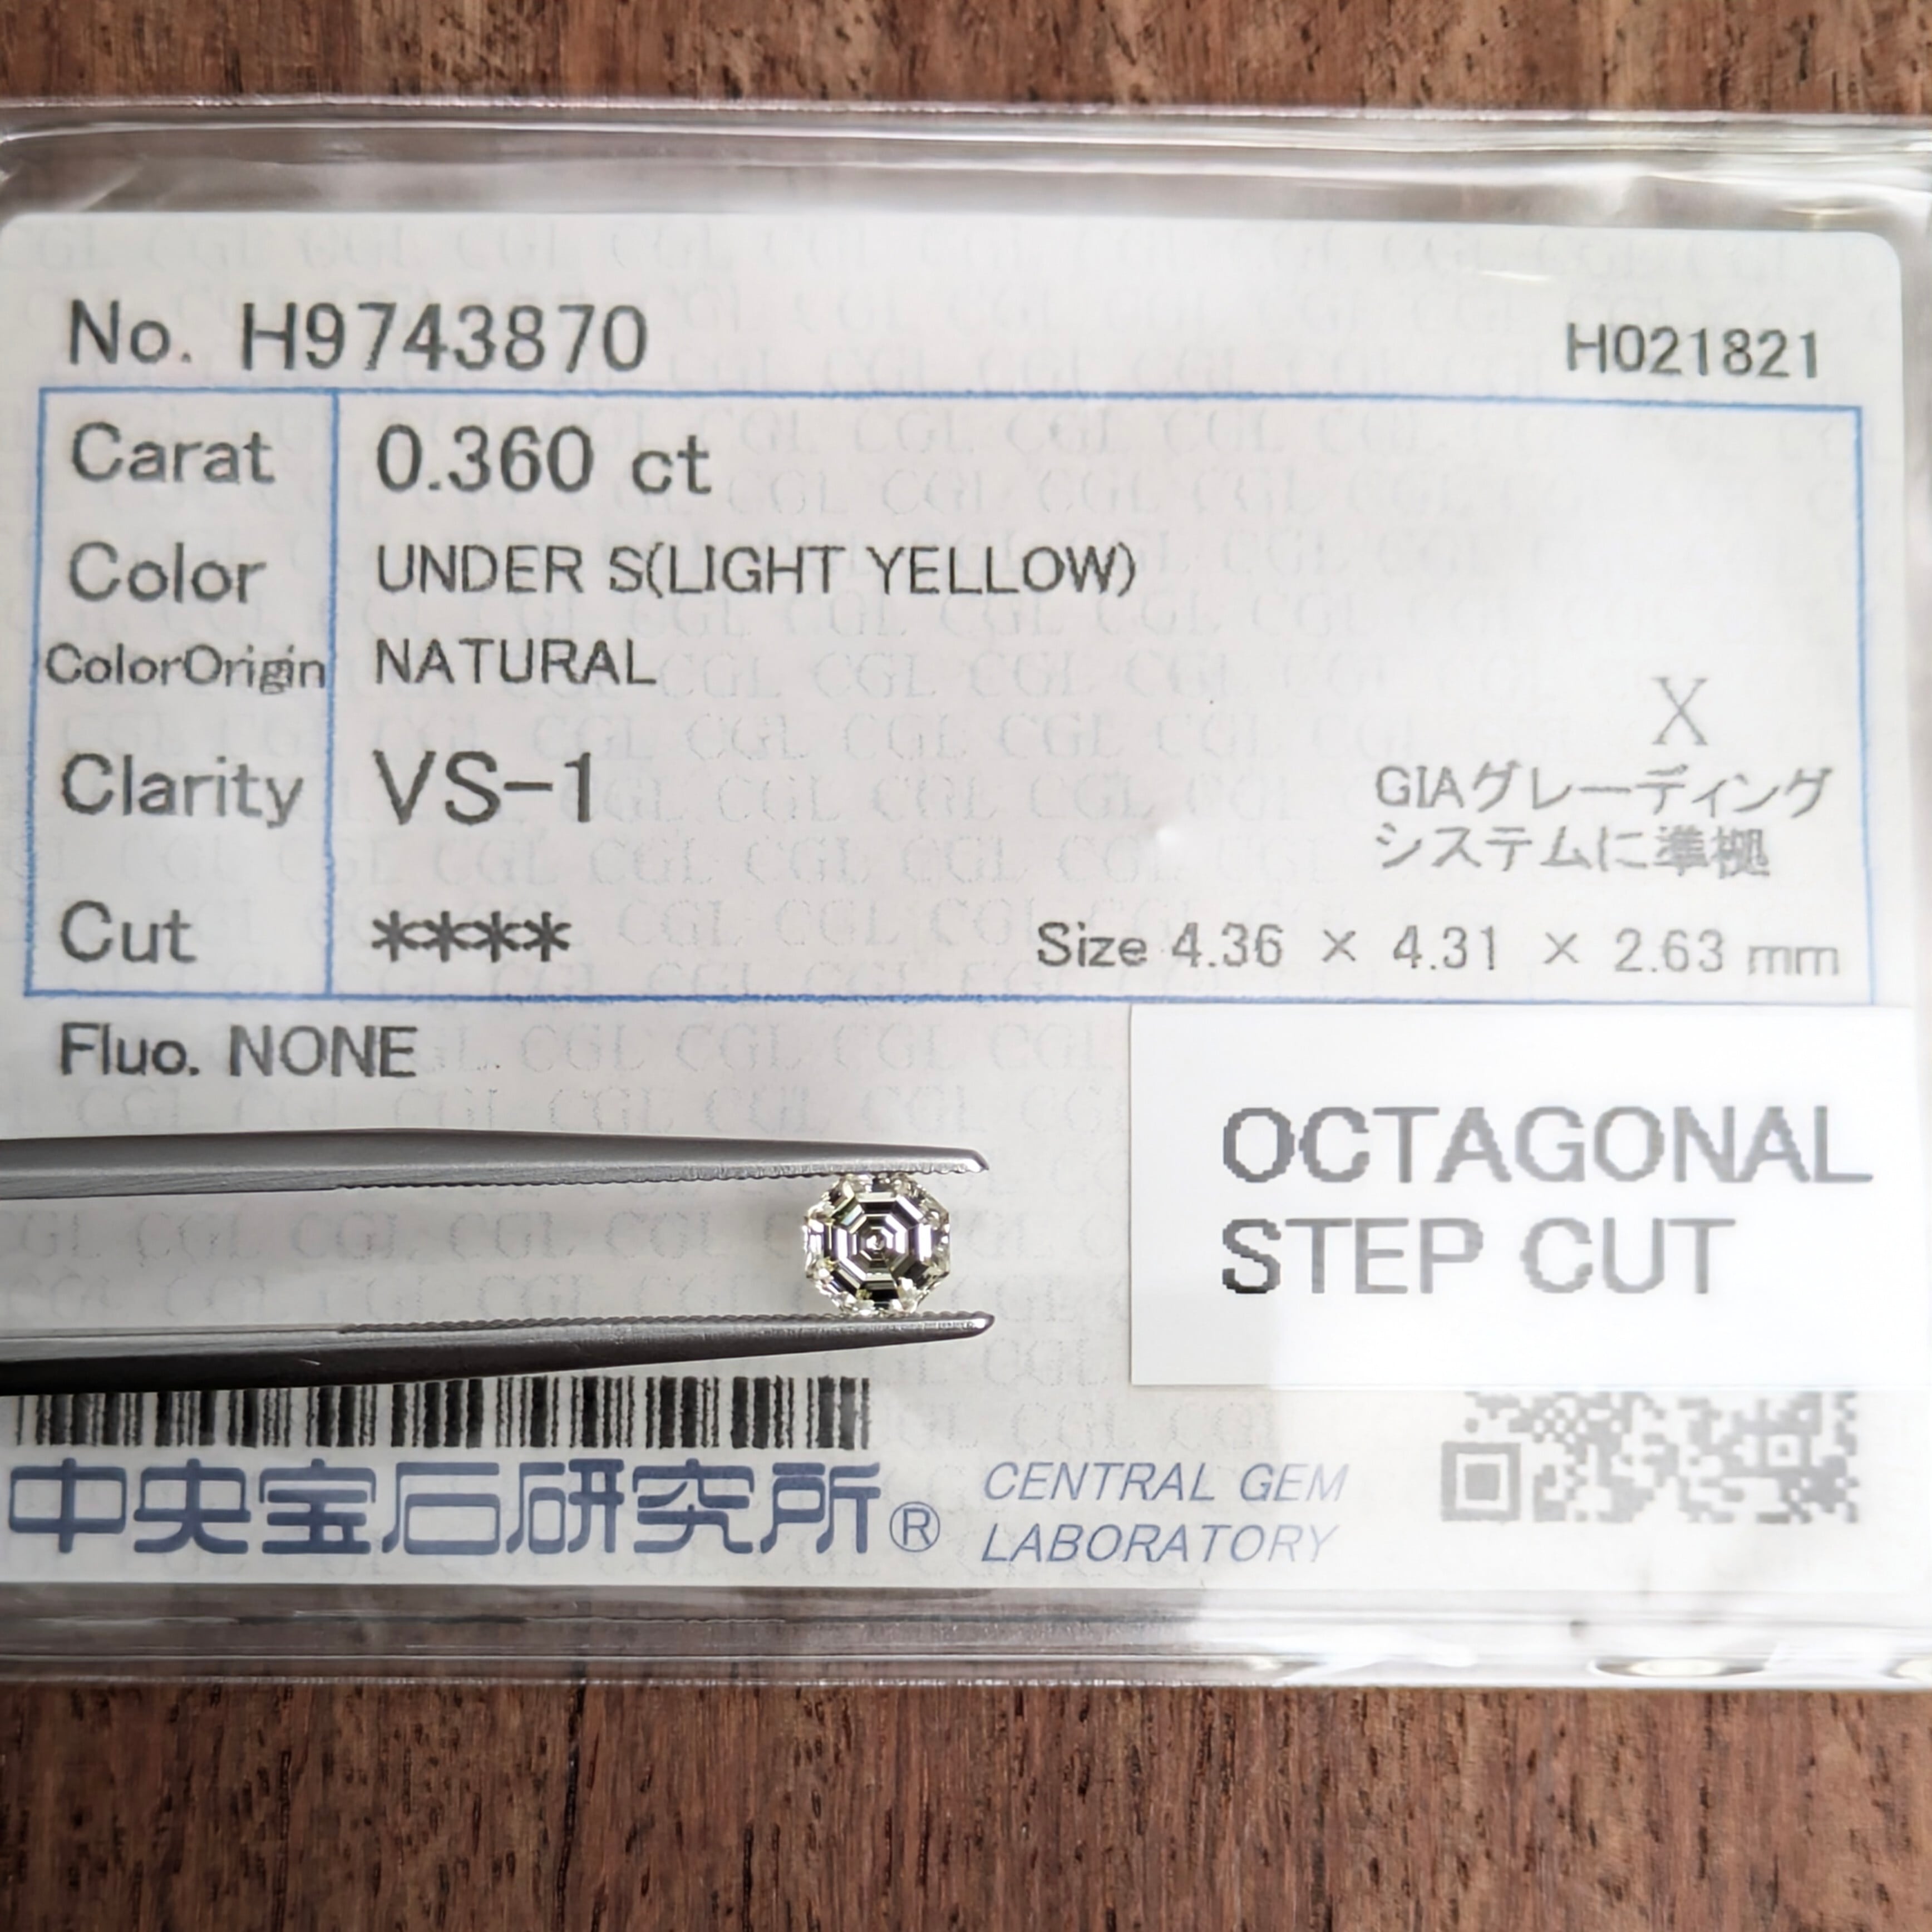 No. H9743870
H021821
Carat 0.360 ct
Color UNDER S(LIGHT YELLOW)
ColorOrigin NATURAL
X
Clarity VS-1
GIAグレーディング
システムに準拠
Cut ****
Size 4.36 × 4.31 × 2.63 mm
Fluo. NONE
OCTAGONAL
STEP CUT
中央宝石研究所®
CENTRAL GEM
LABORATORY